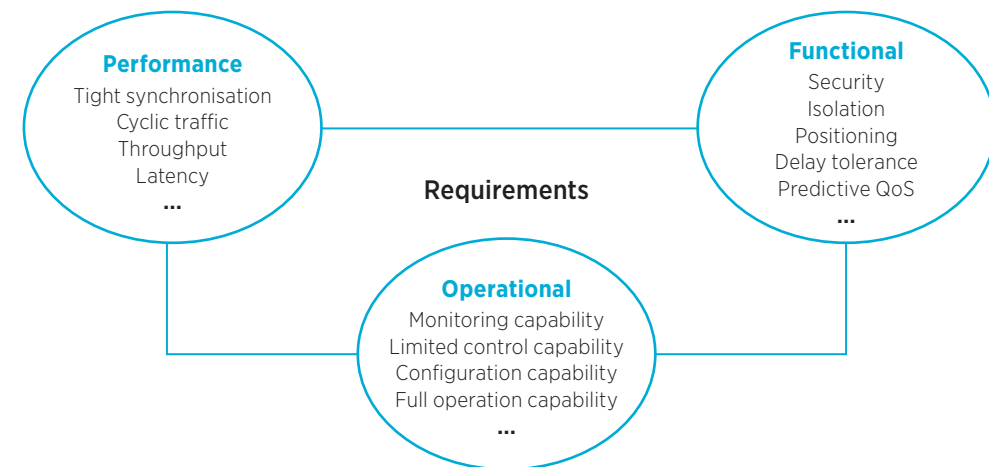 Performance
Tight synchronisation
Cyclic traffic
Throughput
Latency
...
Functional
Security
Isolation
Positioning
Delay tolerance
Predictive QoS
...
Requirements
Operational
Monitoring capability
Limited control capability
Configuration capability
Full operation capability
...